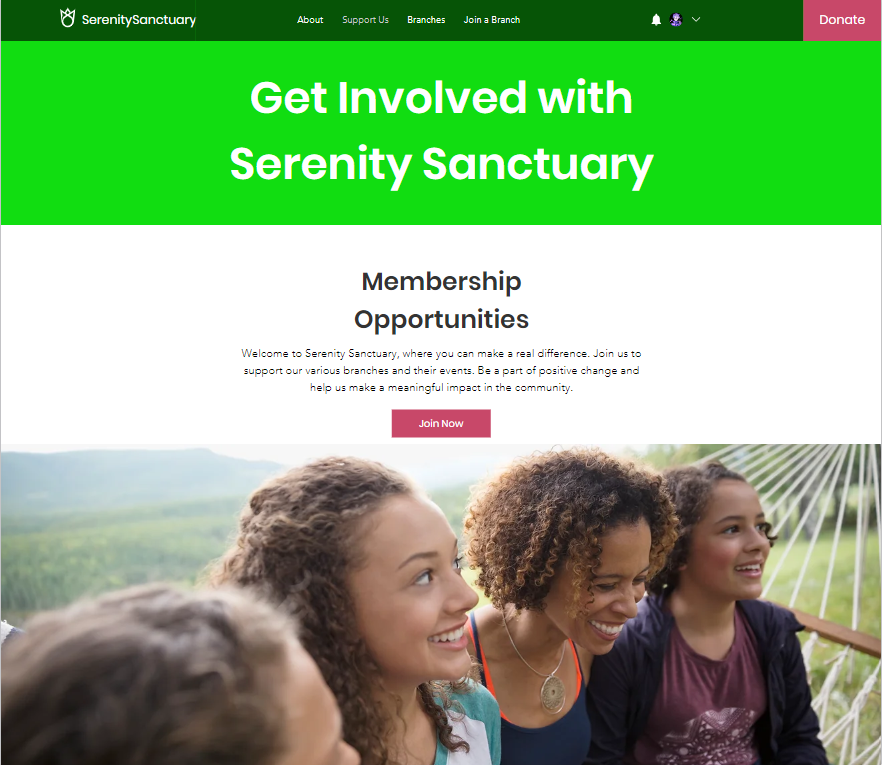 SerenitySanctuary
About Support Us Branches Join a Branch
Donate
Get Involved with
Serenity Sanctuary
Membership
Opportunities
Welcome to Serenity Sanctuary, where you can make a real difference. Join us to
support our various branches and their events. Be a part of positive change and
help us make a meaningful impact in the community.
Join Now